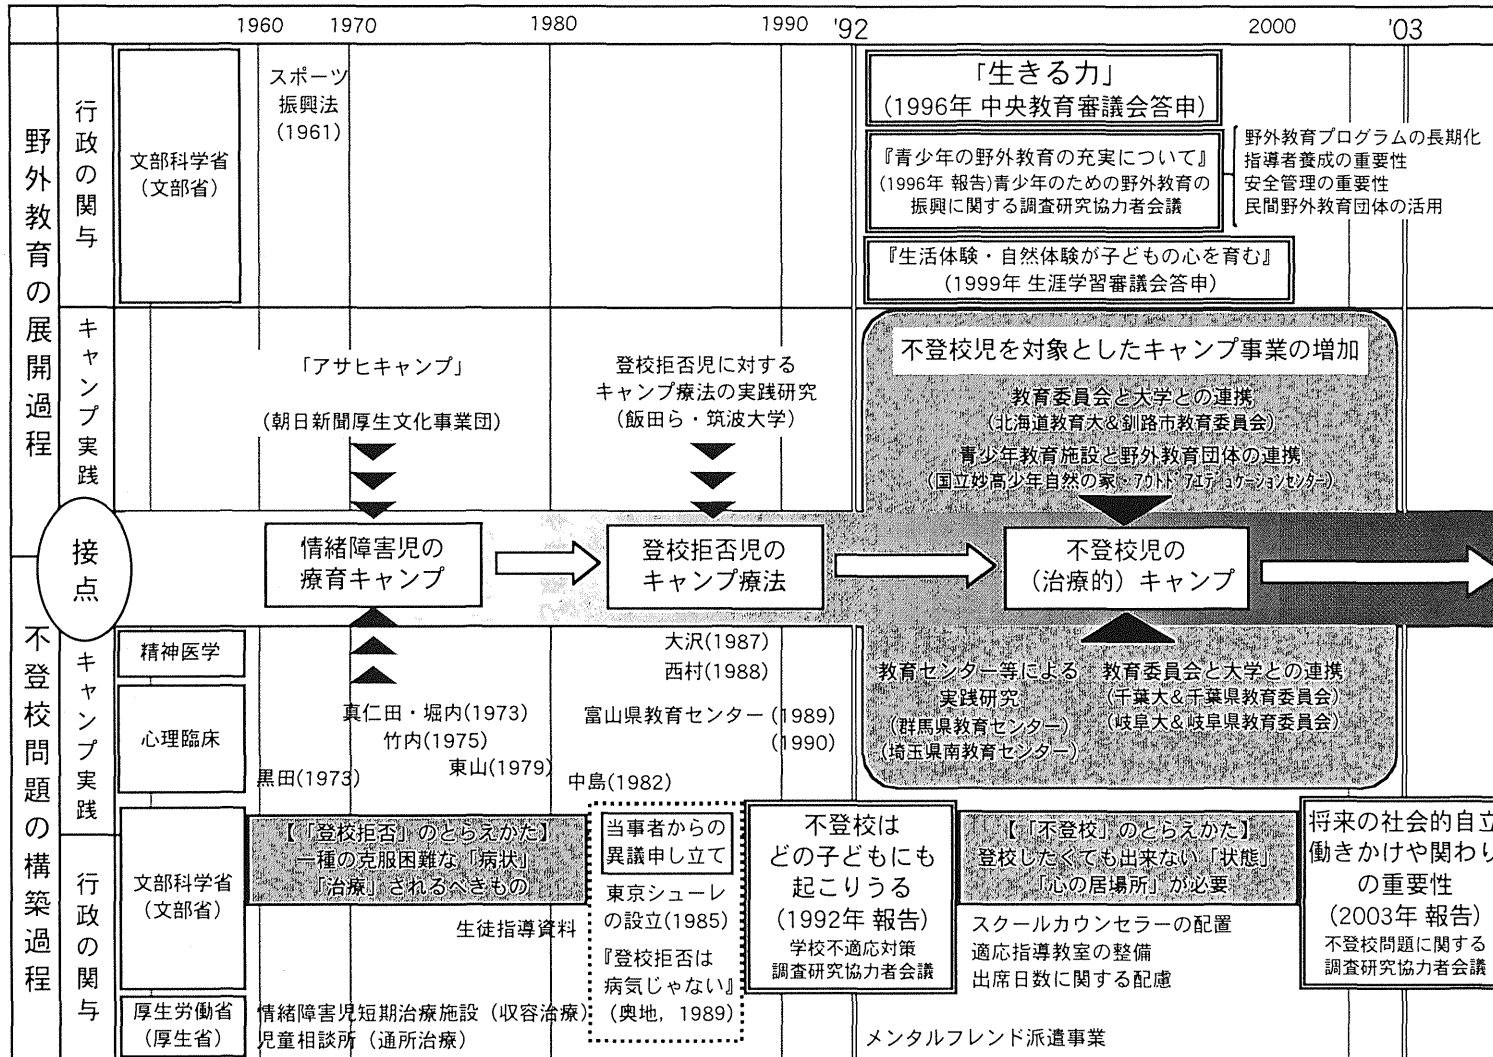 1960
1970
1980
1990
'92
2000
'03
野外教育の展開過程
行政の関与
文部科学省
(文部省)
スポーツ
振興法
(1961)
「生きる力」
(1996年 中央教育審議会答申)
『青少年の野外教育の充実について』
(1996年 報告)青少年のための野外教育の
振興に関する調査研究協力者会議
野外教育プログラムの長期化
指導者養成の重要性
安全管理の重要性
民間野外教育団体の活用
『生活体験・自然体験が子どもの心を育む』
(1999年 生涯学習審議会答申)
キャンプ実践
「アサヒキャンプ」
(朝日新聞厚生文化事業団)
登校拒否児に対する
キャンプ療法の実践研究
(飯田ら・筑波大学)
不登校児を対象としたキャンプ事業の増加
教育委員会と大学との連携
(北海道教育大&釧路市教育委員会)
青少年教育施設と野外教育団体の連携
(国立妙高少年自然の家・アウトドアエデュケーションセンター)
接点
情緒障害児の
療育キャンプ
登校拒否児の
キャンプ療法
不登校児の
(治療的) キャンプ
不登校問題の構築過程
キャンプ実践
精神医学
大沢(1987)
西村(1988)
心理臨床
真仁田・堀内(1973)
竹内(1975)
東山(1979)
黒田(1973)
中島(1982)
富山県教育センター (1989)
(1990)
教育センター等による
実践研究
(群馬県教育センター)
(埼玉県南教育センター)
教育委員会と大学との連携
(千葉大&千葉県教育委員会)
(岐阜大&岐阜県教育委員会)
行政の関与
文部科学省
(文部省)
【「登校拒否」のとらえかた】
一種の克服困難な「病状」
「治療」されるべきもの
生徒指導資料
当事者からの
異議申し立て
東京シューレ
の設立(1985)
『登校拒否は
病気じゃない』
(奥地, 1989)
不登校は
どの子どもにも
起こりうる
(1992年 報告)
学校不適応対策
調査研究協力者会議
【「不登校」のとらえかた】
登校したくても出来ない「状態」
「心の居場所」が必要
スクールカウンセラーの配置
適応指導教室の整備
出席日数に関する配慮
将来の社会的自立
働きかけや関わり
の重要性
(2003年 報告)
不登校問題に関する
調査研究協力者会議
厚生労働省
(厚生省)
情緒障害児短期治療施設 (収容治療)
児童相談所 (通所治療)
メンタルフレンド派遣事業